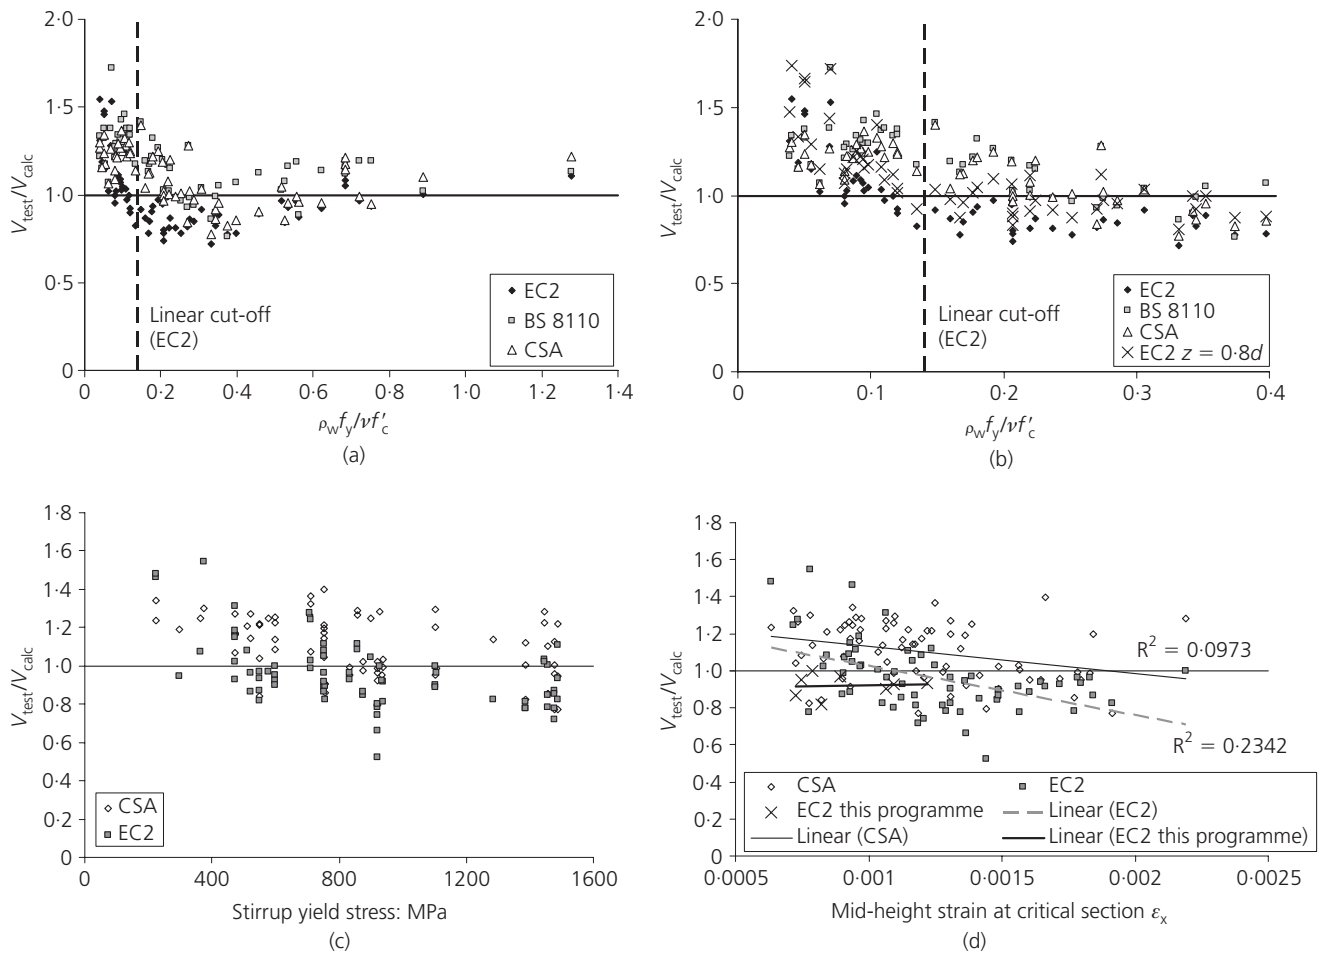 2·0
1·5
1·0
0·5
0
V_test/V_calc
0 0·2 0·4 0·6 0·8 1·0 1·2 1·4
ρ_w f_y/νf′_c
(a)
Linear cut-off
(EC2)
EC2
BS 8110
CSA
2·0
1·5
1·0
0·5
0
V_test/V_calc
0 0·1 0·2 0·3 0·4
ρ_w f_y/νf′_c
(b)
Linear cut-off
(EC2)
EC2
BS 8110
CSA
EC2 z = 0·8d
1·8
1·6
1·4
1·2
1·0
0·8
0·6
0·4
0·2
0
V_test/V_calc
CSA
EC2
0 400 800 1200 1600
Stirrup yield stress: MPa
(c)
1·8
1·6
1·4
1·2
1·0
0·8
0·6
0·4
0·2
0
V_test/V_calc
R² = 0·0973
R² = 0·2342
CSA EC2
EC2 this programme Linear (EC2)
Linear (CSA) Linear (EC2 this programme)
0·0005 0·001 0·0015 0·002 0·0025
Mid-height strain at critical section ε_x
(d)